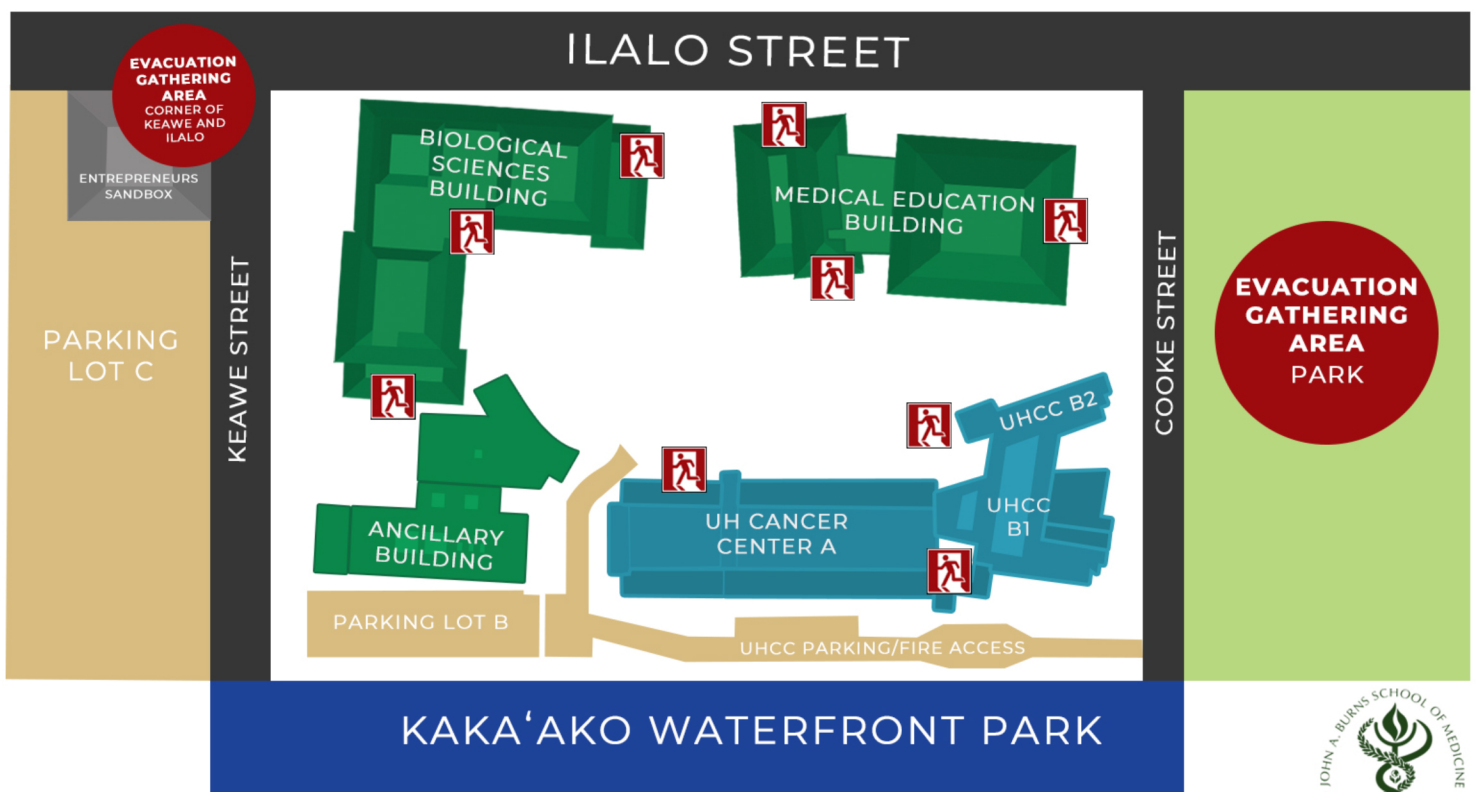 ILALO STREET
EVACUATION
GATHERING
AREA
CORNER OF
KEAWE AND
ILALO
ENTREPRENEURS
SANDBOX
BIOLOGICAL
SCIENCES
BUILDING
MEDICAL EDUCATION
BUILDING
PARKING
LOT C
KEAWE STREET
COOKE STREET
EVACUATION
GATHERING
AREA
PARK
UHCC B2
UHCC
B1
UH CANCER
CENTER A
ANCILLARY
BUILDING
PARKING LOT B
UHCC PARKING/FIRE ACCESS
KAKAʻAKO WATERFRONT PARK
JOHN A. BURNS SCHOOL OF MEDICINE